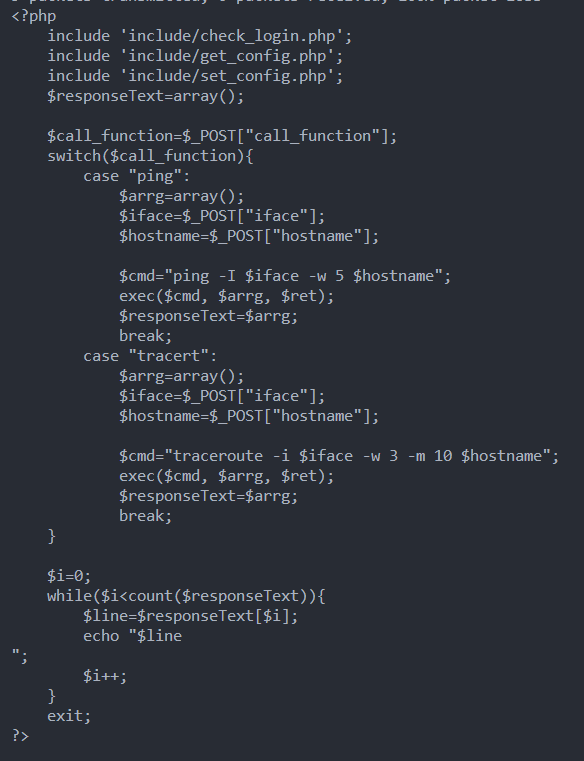 <?php
include 'include/check_login.php';
include 'include/get_config.php';
include 'include/set_config.php';
$responseText=array();
$call_function=$_POST["call_function"];
switch($call_function){
case "ping":
$arrg=array();
$iface=$_POST["iface"];
$hostname=$_POST["hostname"];
$cmd="ping -I $iface -w 5 $hostname";
exec($cmd, $arrg, $ret);
$responseText=$arrg;
break;
case "tracert":
$arrg=array();
$iface=$_POST["iface"];
$hostname=$_POST["hostname"];
$cmd="traceroute -i $iface -w 3 -m 10 $hostname";
exec($cmd, $arrg, $ret);
$responseText=$arrg;
break;
}
$i=0;
while($i<count($responseText)){
$line=$responseText[$i];
echo "$line
";
$i++;
}
exit;
?>